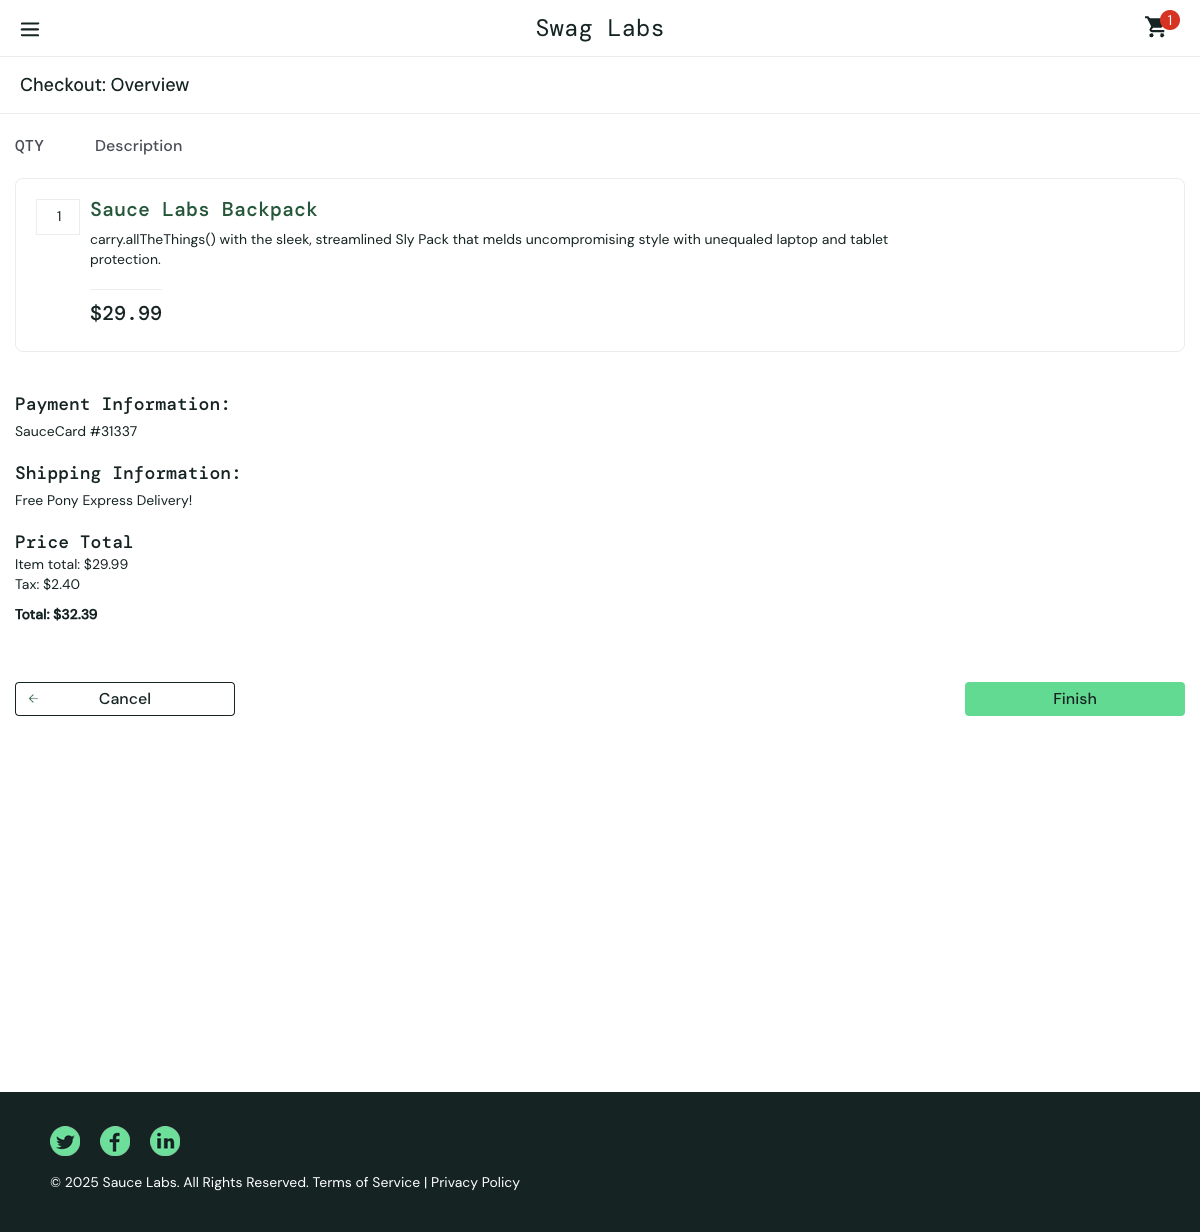 Swag Labs
1
Checkout: Overview
QTY Description
1
Sauce Labs Backpack
carry.allTheThings() with the sleek, streamlined Sly Pack that melds uncompromising style with unequaled laptop and tablet
protection.
$29.99
Payment Information:
SauceCard #31337
Shipping Information:
Free Pony Express Delivery!
Price Total
Item total: $29.99
Tax: $2.40
Total: $32.39
Cancel
Finish
© 2025 Sauce Labs. All Rights Reserved. Terms of Service | Privacy Policy